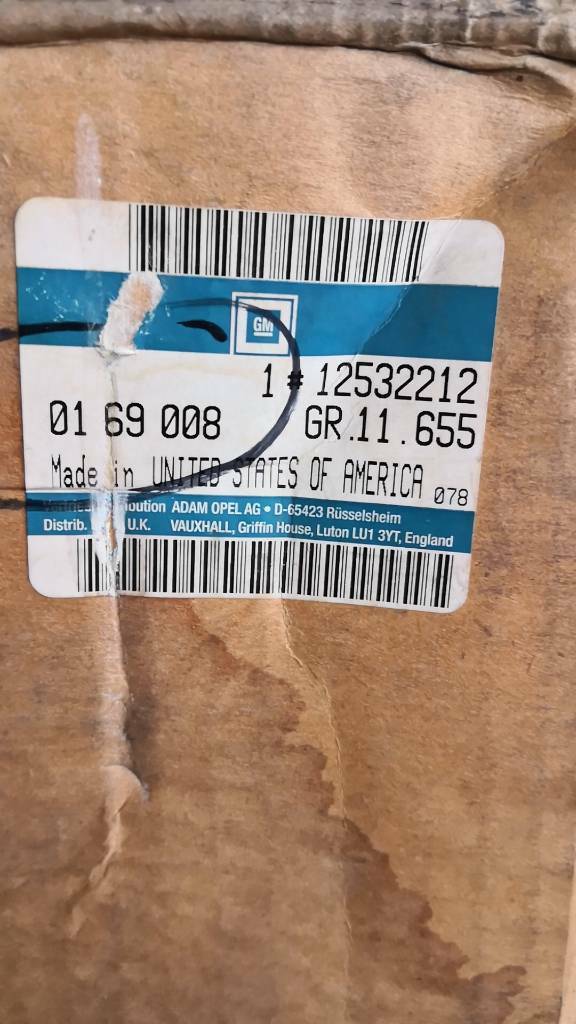 GM
1 # 12532212
01 69 008 GR.11.655
Made in UNITED STATES OF AMERICA 078
ADAM OPEL AG • D-65423 Rüsselsheim
Distrib. U.K. VAUXHALL, Griffin House, Luton LU1 3YT, England